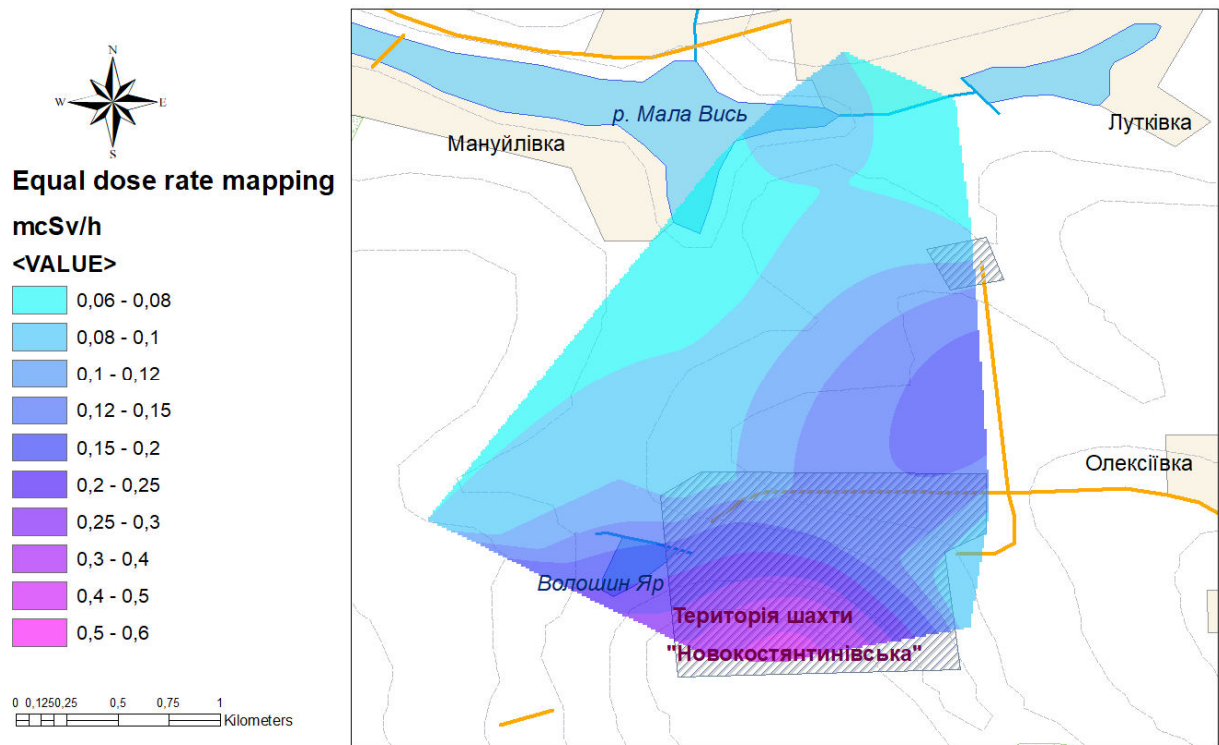 N
W
E
S
Equal dose rate mapping
mcSv/h
<VALUE>
0,06 - 0,08
0,08 - 0,1
0,1 - 0,12
0,12 - 0,15
0,15 - 0,2
0,2 - 0,25
0,25 - 0,3
0,3 - 0,4
0,4 - 0,5
0,5 - 0,6
0 0,1250,25 0,5 0,75 1
Kilometers
р. Мала Вись
Мануйлівка
Лутківка
Олексіївка
Волошин Яр
Територія шахти
"Новокостянтинівська"